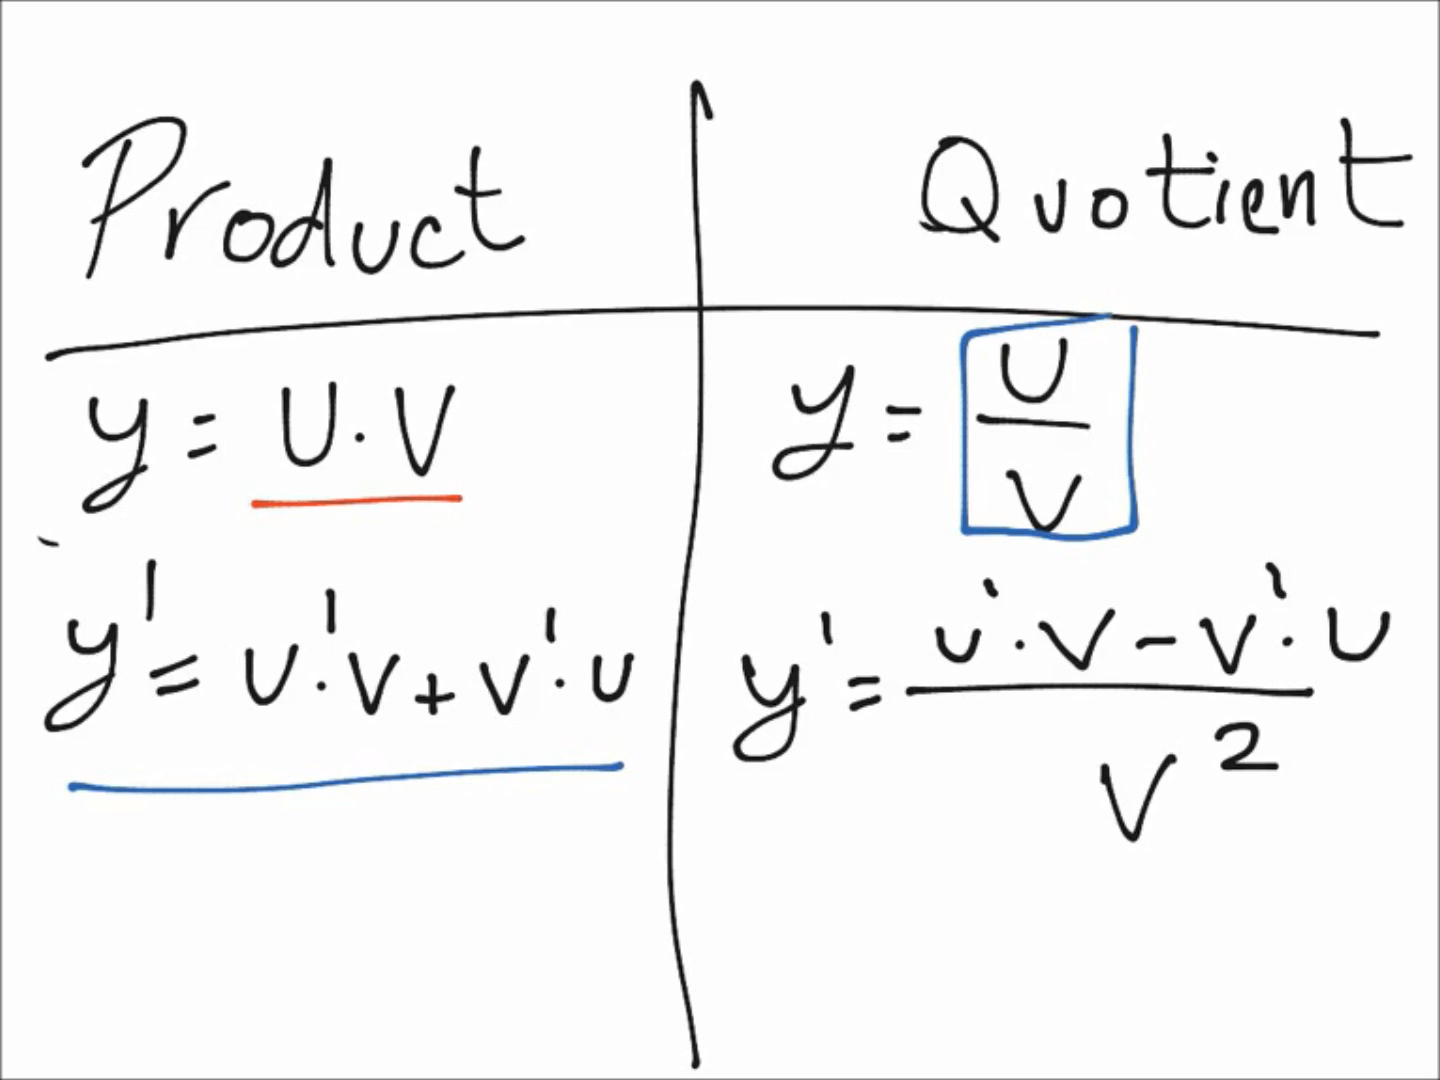 Product
Quotient
y = U · V
y = U
V
y' = U' · V + V' · U
y' = U' · V - V' · U
V²